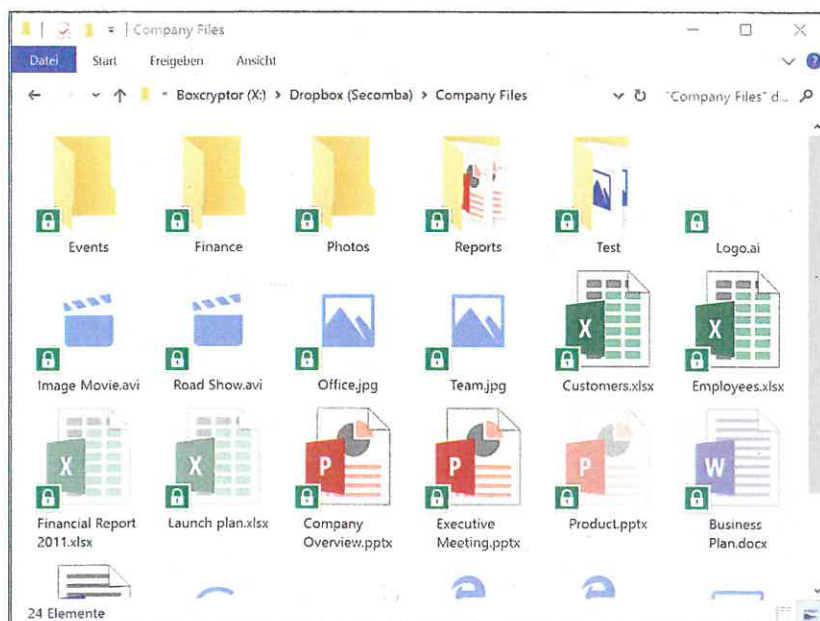 Company Files
Datei Start Freigeben Ansicht
Boxcryptor (X:) > Dropbox (Secomba) > Company Files "Company Files" d...
Events Finance Photos Reports Test Logo.ai
Image Movie.avi Road Show.avi Office.jpg Team.jpg Customers.xlsx Employees.xlsx
Financial Report Launch plan.xlsx Company Executive Product.pptx Business
2011.xlsx Overview.pptx Meeting.pptx Plan.docx
24 Elemente